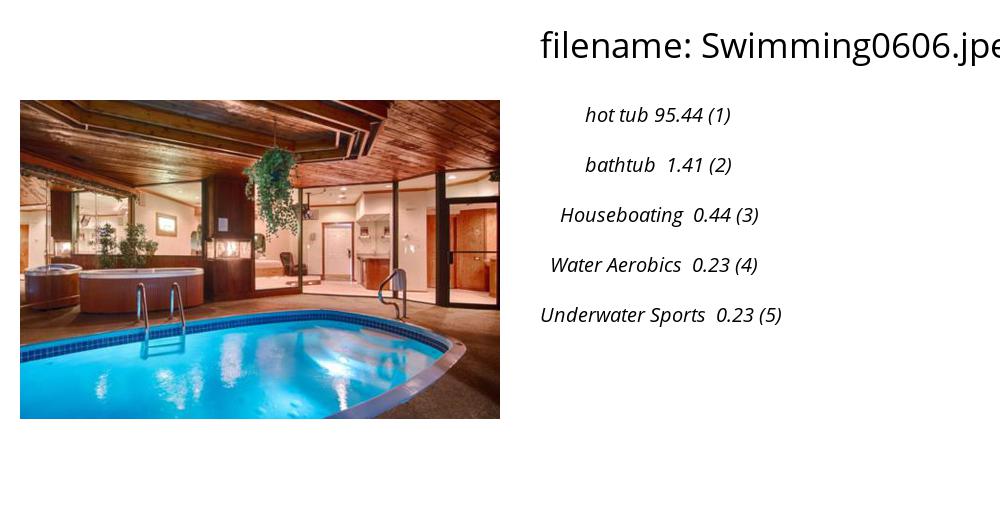 filename: Swimming0606.jpe
hot tub 95.44 (1)
bathtub 1.41 (2)
Houseboating 0.44 (3)
Water Aerobics 0.23 (4)
Underwater Sports 0.23 (5)